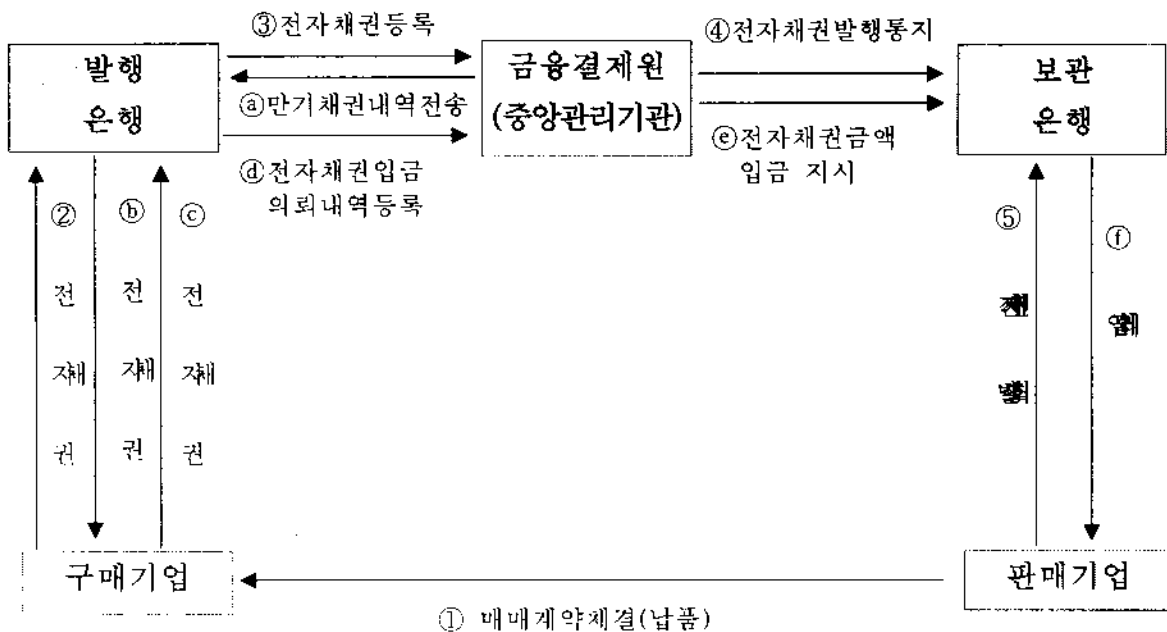 ③전자채권등록
④전자채권발행통지
발행
은행
금융결제원
(중앙관리기관)
보관
은행
ⓐ만기채권내역전송
ⓔ전자채권금액
입금 지시
ⓓ전자채권입금
의뢰내역등록
②
전
자채
권
ⓑ
전
자채
권
ⓒ
전
자채
권
⑤
ⓕ
구매기업
판매기업
① 매매계약체결(납품)